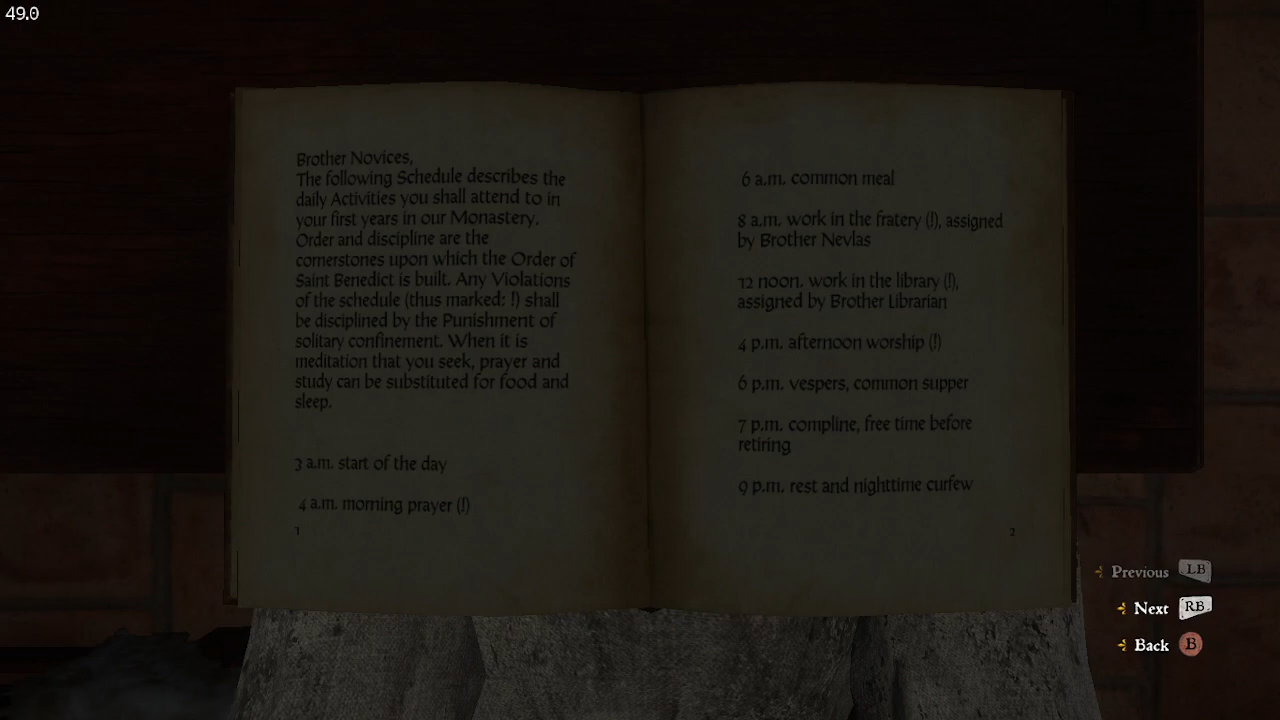 49.0
Brother Novices,
The following Schedule describes the
daily Activities you shall attend to in
your first years in our Monastery.
Order and discipline are the
cornerstones upon which the Order of
Saint Benedict is built. Any Violations
of the schedule (thus marked: !) shall
be disciplined by the Punishment of
solitary confinement. When it is
meditation that you seek, prayer and
study can be substituted for food and
sleep.
3 a.m. start of the day
4 a.m. morning prayer (!)
1
6 a.m. common meal
8 a.m. work in the fratery (!), assigned
by Brother Nevlas
12 noon. work in the library (!),
assigned by Brother Librarian
4 p.m. afternoon worship (!)
6 p.m. vespers, common supper
7 p.m. compline, free time before
retiring
9 p.m. rest and nighttime curfew
2
Previous LB
Next RB
Back B